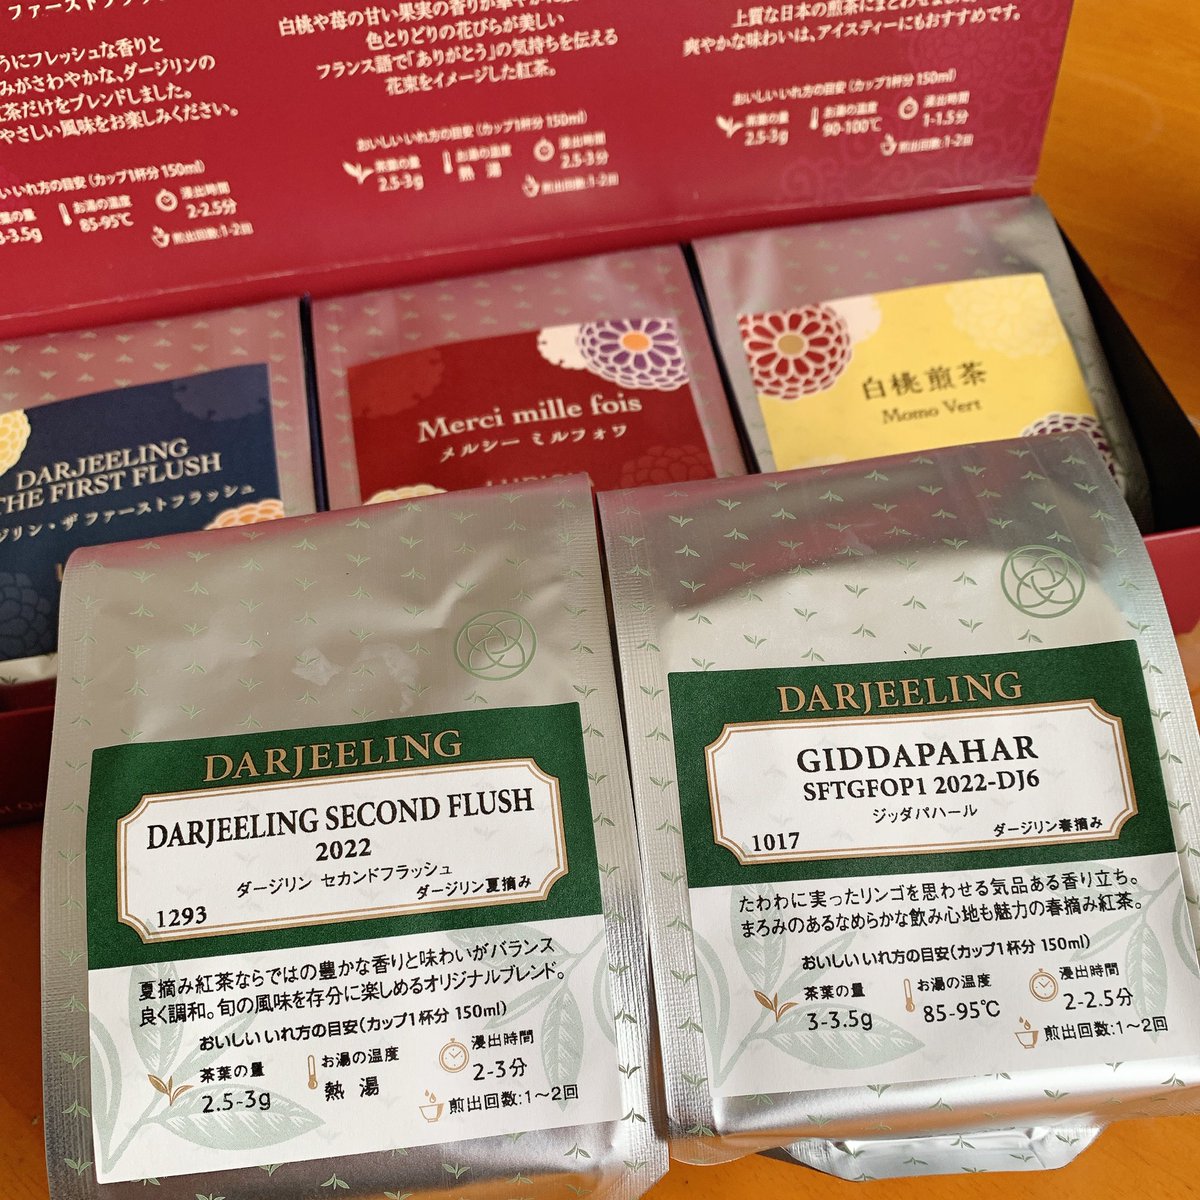 ファーストフラッシュ
うにフレッシュな香りと
みがさわやかな、ダージリンの
紅茶だけをブレンドしました。
やさしい風味をお楽しみください。
いれ方の目安(カップ1杯分 150ml)
茶葉の量
3-3.5g
お湯の温度
85-95℃
浸出時間
2-2.5分
煎出回数:1-2回
白桃や苺の甘い果実の香りが華やかに
色とりどりの花びらが美しい
フランス語で「ありがとう」の気持ちを伝える
花束をイメージした紅茶。
おいしいいれ方の目安(カップ1杯分 150ml)
茶葉の量
2.5-3g
お湯の温度
熱湯
浸出時間
2.5-3分
煎出回数:1-2回
上質な日本の煎茶にまとわせました。
爽やかな味わいは、アイスティーにもおすすめです。
おいしいいれ方の目安(カップ1杯分 150ml)
茶葉の量
2.5-3g
お湯の温度
90-100℃
浸出時間
1-1.5分
煎出回数:1-2回
DARJEELING
THE FIRST FLUSH
ジリン・ザ ファーストフラッシュ
Merci mille fois
メルシー ミルフォワ
LUPICIA
白桃煎茶
Momo Vert
DARJEELING
DARJEELING SECOND FLUSH
2022
ダージリン セカンドフラッシュ
1293
ダージリン夏摘み
夏摘み紅茶ならではの豊かな香りと味わいがバランス
良く調和。旬の風味を存分に楽しめるオリジナルブレンド。
おいしいいれ方の目安(カップ1杯分 150ml)
茶葉の量
2.5-3g
お湯の温度
熱湯
浸出時間
2-3分
煎出回数:1〜2回
DARJEELING
GIDDAPAHAR
SFTGFOP1 2022-DJ6
ジッダパハール
1017
ダージリン春摘み
たわわに実ったリンゴを思わせる気品ある香り立ち。
まろみのあるなめらかな飲み心地も魅力の春摘み紅茶。
おいしいいれ方の目安(カップ1杯分 150ml)
茶葉の量
3-3.5g
お湯の温度
85-95℃
浸出時間
2-2.5分
煎出回数:1〜2回